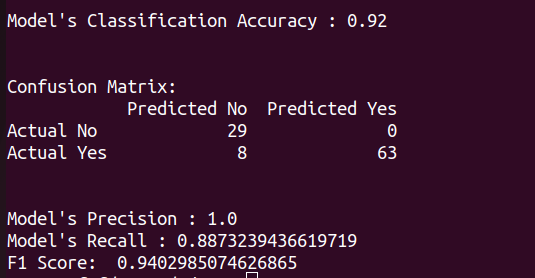 Model's Classification Accuracy : 0.92
Confusion Matrix:
Predicted No  Predicted Yes
Actual No            29              0
Actual Yes            8             63
Model's Precision : 1.0
Model's Recall : 0.8873239436619719
F1 Score:  0.9402985074626865